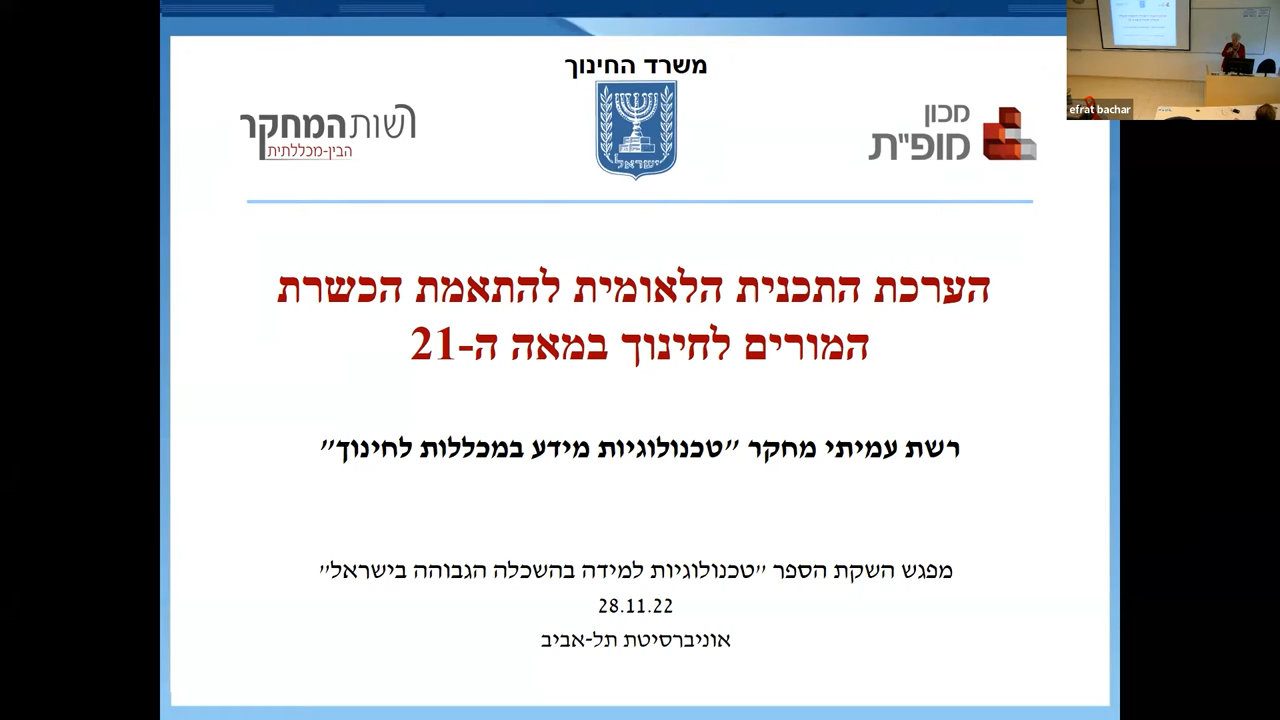 משרד החינוך
מכון
מופ"ת
ישראל
רשות המחקר
הבין-מכללתית
efrat bachar
הערכת התכנית הלאומית להתאמת הכשרת
המורים לחינוך במאה ה-21
רשת עמיתי מחקר "טכנולוגיות מידע במכללות לחינוך"
מפגש השקת הספר "טכנולוגיות למידה בהשכלה הגבוהה בישראל"
28.11.22
אוניברסיטת תל-אביב